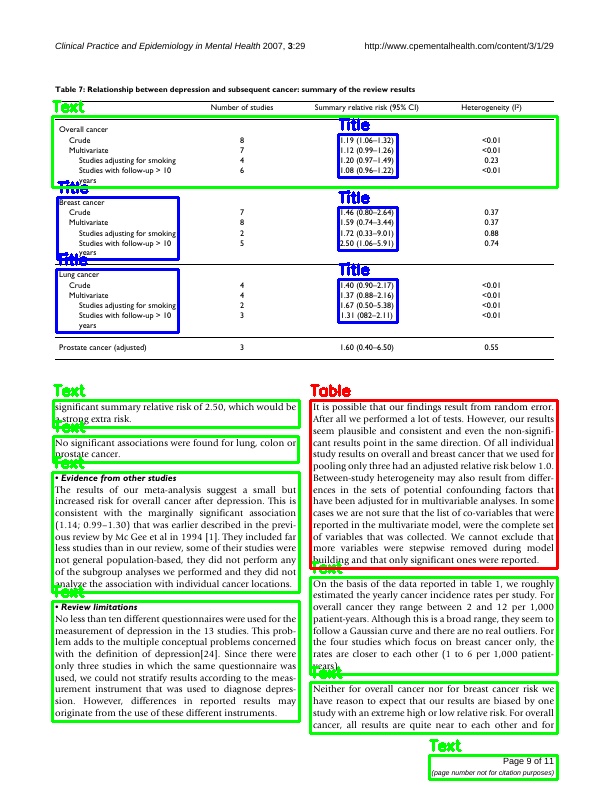 Clinical Practice and Epidemiology in Mental Health 2007, 3:29 http://www.cpementalhealth.com/content/3/1/29
Table 7: Relationship between depression and subsequent cancer: summary of the review results
Text
Number of studies Summary relative risk (95% CI) Heterogeneity (I²)
Title
Overall cancer
Crude 8 1.19 (1.06–1.32) <0.01
Multivariate 7 1.12 (0.99–1.26) <0.01
Studies adjusting for smoking 4 1.20 (0.97–1.49) 0.23
Studies with follow-up > 10 6 1.08 (0.96–1.22) <0.01
years
Title
Title
Breast cancer
Crude 7 1.46 (0.80–2.64) 0.37
Multivariate 8 1.59 (0.74–3.44) 0.37
Studies adjusting for smoking 2 1.72 (0.33–9.01) 0.88
Studies with follow-up > 10 5 2.50 (1.06–5.91) 0.74
years
Title
Title
Lung cancer
Crude 4 1.40 (0.90–2.17) <0.01
Multivariate 4 1.37 (0.88–2.16) <0.01
Studies adjusting for smoking 2 1.67 (0.50–5.38) <0.01
Studies with follow-up > 10 3 1.31 (082–2.11) <0.01
years
Prostate cancer (adjusted) 3 1.60 (0.40–6.50) 0.55
Text
significant summary relative risk of 2.50, which would be
a strong extra risk.
Text
No significant associations were found for lung, colon or
prostate cancer.
Text
• Evidence from other studies
The results of our meta-analysis suggest a small but
increased risk for overall cancer after depression. This is
consistent with the marginally significant association
(1.14; 0.99–1.30) that was earlier described in the previ-
ous review by Mc Gee et al in 1994 [1]. They included far
less studies than in our review, some of their studies were
not general population-based, they did not perform any
of the subgroup analyses we performed and they did not
analyze the association with individual cancer locations.
Text
• Review limitations
No less than ten different questionnaires were used for the
measurement of depression in the 13 studies. This prob-
lem adds to the multiple conceptual problems concerned
with the definition of depression[24]. Since there were
only three studies in which the same questionnaire was
used, we could not stratify results according to the meas-
urement instrument that was used to diagnose depres-
sion. However, differences in reported results may
originate from the use of these different instruments.
Table
It is possible that our findings result from random error.
After all we performed a lot of tests. However, our results
seem plausible and consistent and even the non-signifi-
cant results point in the same direction. Of all individual
study results on overall and breast cancer that we used for
pooling only three had an adjusted relative risk below 1.0.
Between-study heterogeneity may also result from differ-
ences in the sets of potential confounding factors that
have been adjusted for in multivariable analyses. In some
cases we are not sure that the list of co-variables that were
reported in the multivariate model, were the complete set
of variables that was collected. We cannot exclude that
more variables were stepwise removed during model
building and that only significant ones were reported.
Text
On the basis of the data reported in table 1, we roughly
estimated the yearly cancer incidence rates per study. For
overall cancer they range between 2 and 12 per 1,000
patient-years. Although this is a broad range, they seem to
follow a Gaussian curve and there are no real outliers. For
the four studies which focus on breast cancer only, the
rates are closer to each other (1 to 6 per 1,000 patient-
years).
Text
Neither for overall cancer nor for breast cancer risk we
have reason to expect that our results are biased by one
study with an extreme high or low relative risk. For overall
cancer, all results are quite near to each other and for
Text
Page 9 of 11
(page number not for citation purposes)